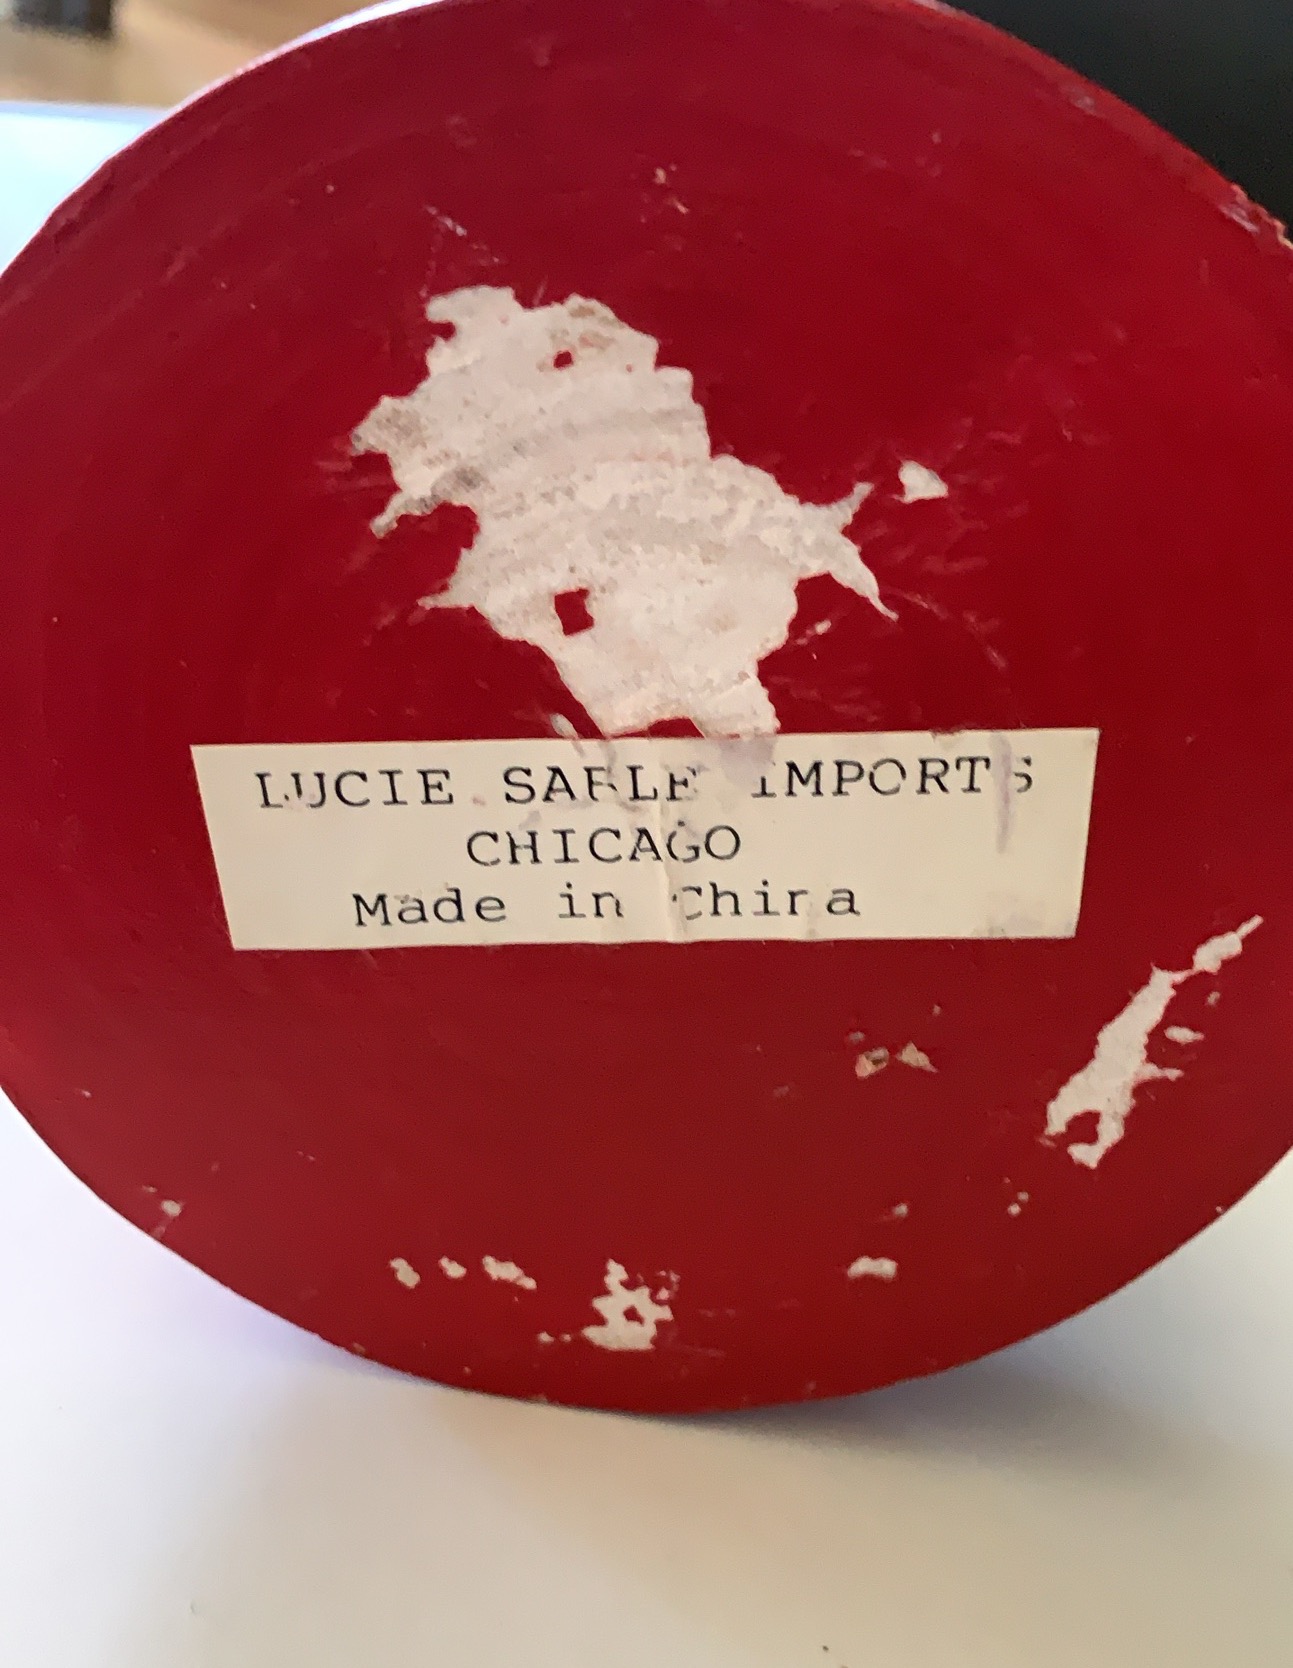 LUCIE SABLE IMPORTS
CHICAGO
Made in China